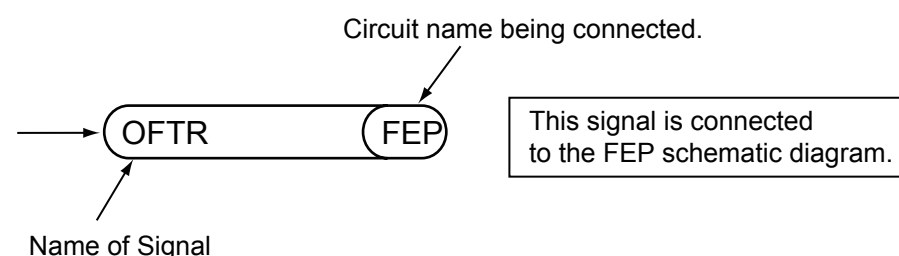 Circuit name being connected.
OFTR
FEP
This signal is connected
to the FEP schematic diagram.
Name of Signal